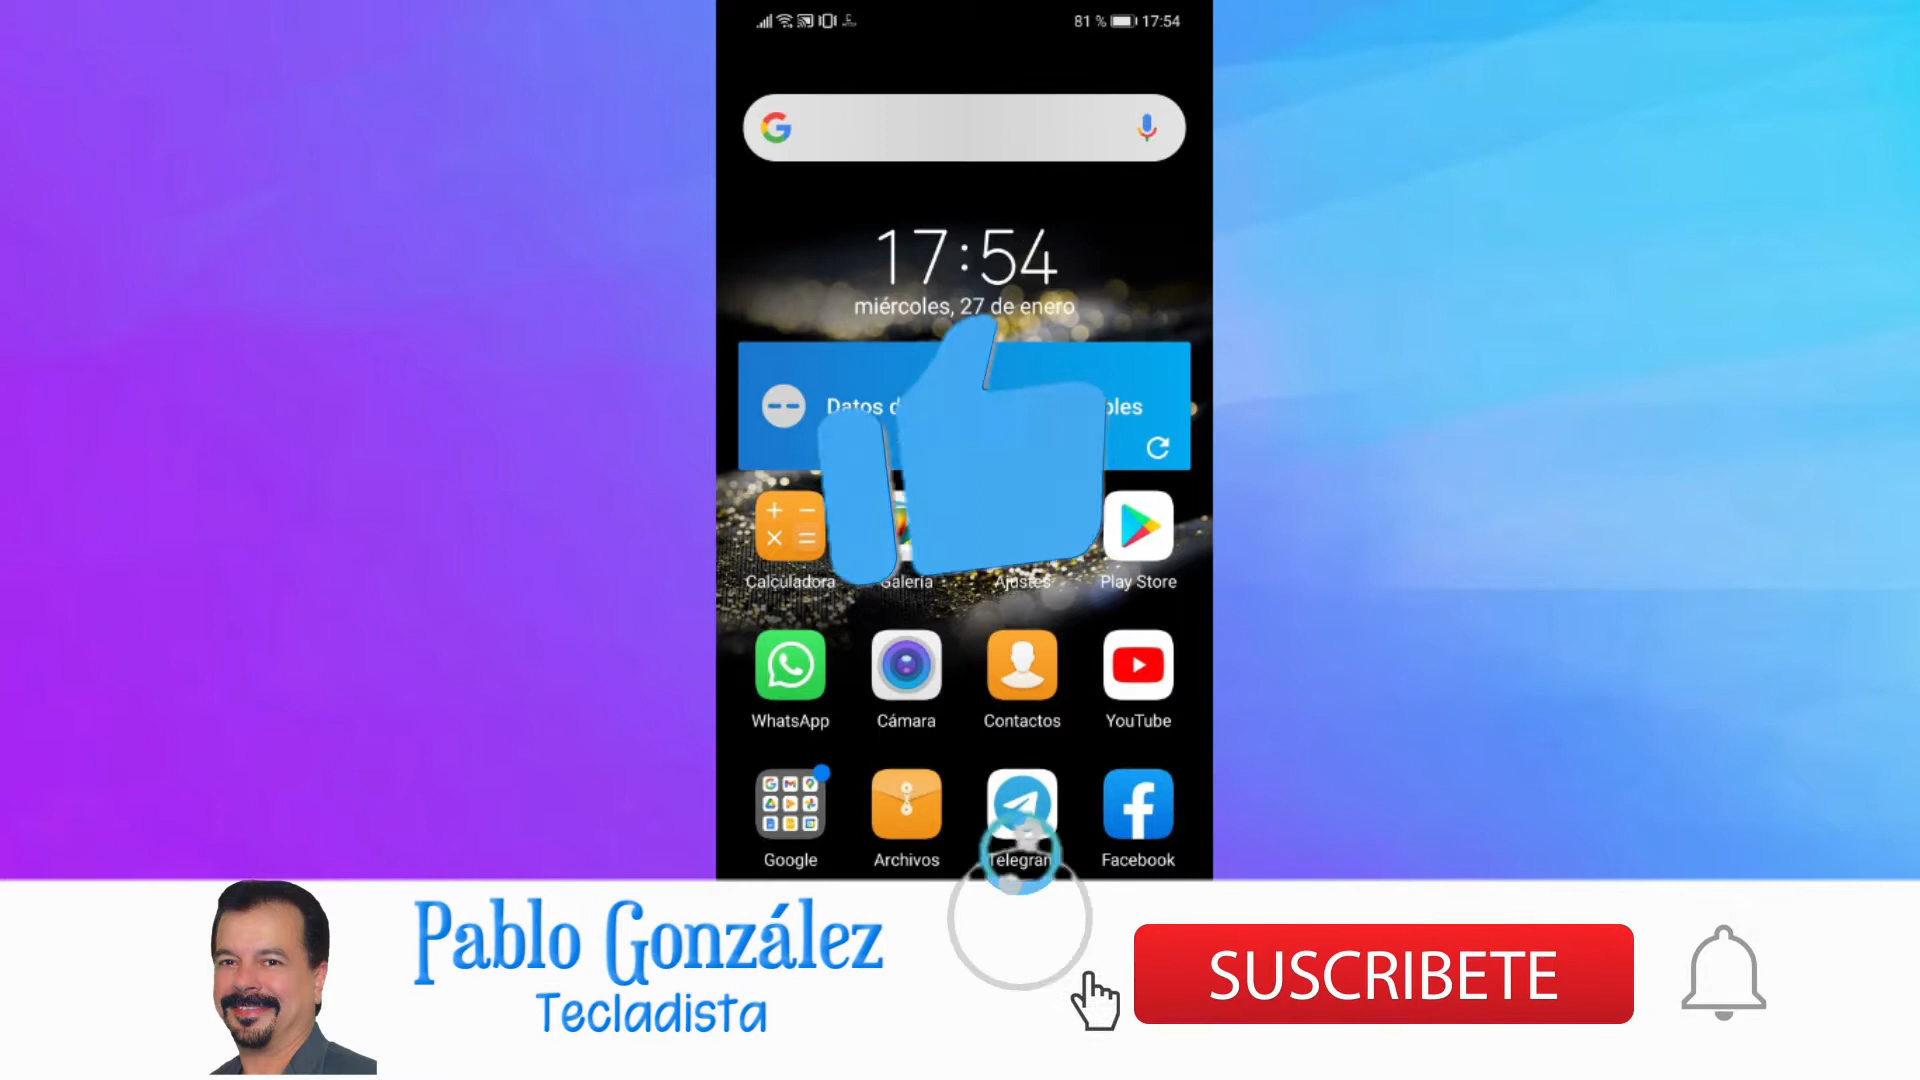 81 % 17:54
17:54
miércoles, 27 de enero
Datos d bles
Calculadora Galería Ajustes Play Store
WhatsApp Cámara Contactos YouTube
Google Archivos Telegram Facebook
Pablo González
Tecladista
SUSCRIBETE